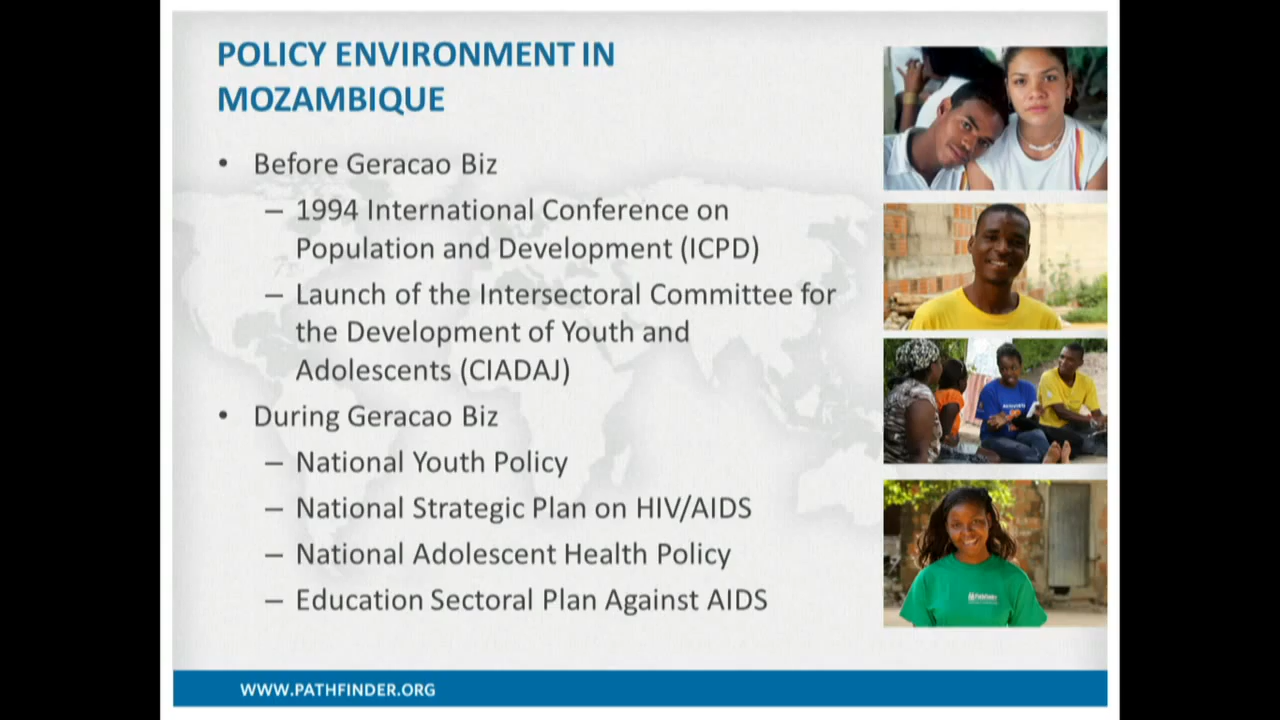 POLICY ENVIRONMENT IN
MOZAMBIQUE
• Before Geracao Biz
– 1994 International Conference on
Population and Development (ICPD)
– Launch of the Intersectoral Committee for
the Development of Youth and
Adolescents (CIADAJ)
• During Geracao Biz
– National Youth Policy
– National Strategic Plan on HIV/AIDS
– National Adolescent Health Policy
– Education Sectoral Plan Against AIDS
WWW.PATHFINDER.ORG